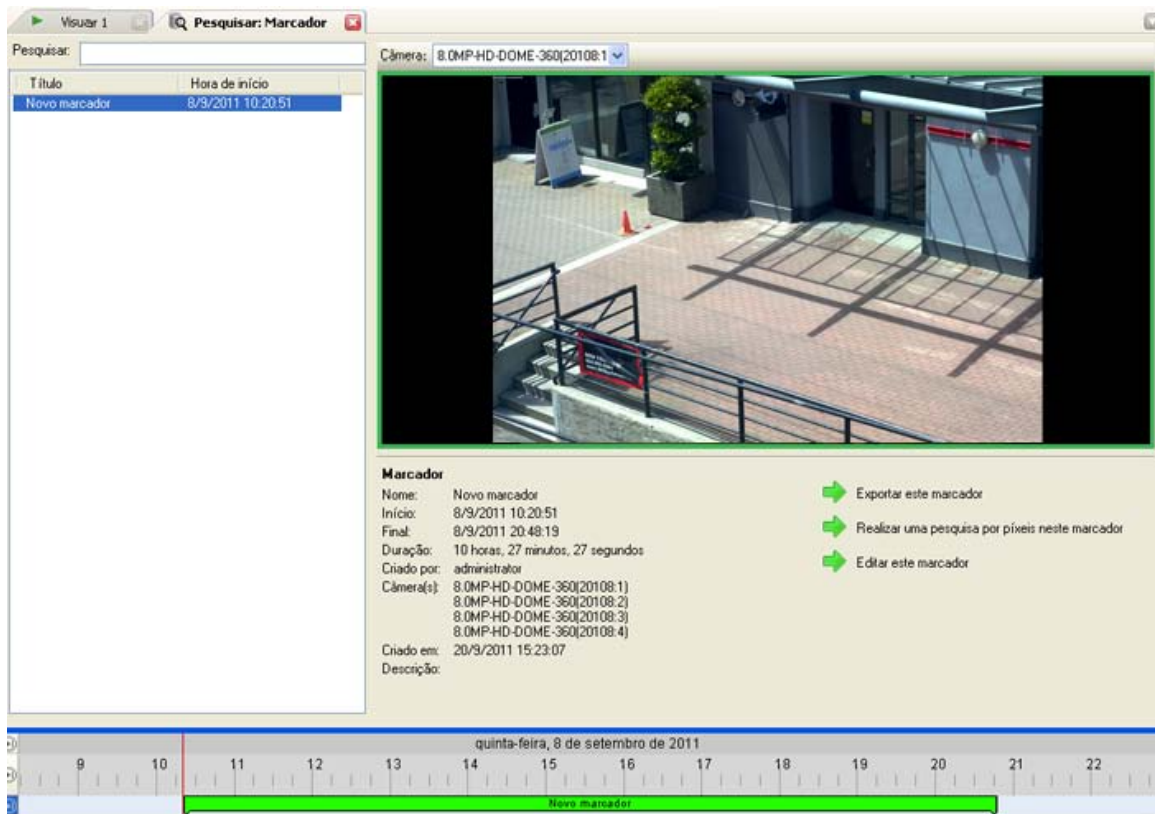 Visuar 1
Pesquisar: Marcador
Pesquisar:
Título Hora de início
Novo marcador 8/9/2011 10:20:51
Câmera: 8.0MP-HD-DOME-360(20108:1
Marcador
Nome: Novo marcador
Início: 8/9/2011 10:20:51
Final: 8/9/2011 20:48:19
Duração: 10 horas, 27 minutos, 27 segundos
Criado por: administrator
Câmera(s): 8.0MP-HD-DOME-360(20108:1)
8.0MP-HD-DOME-360(20108:2)
8.0MP-HD-DOME-360(20108:3)
8.0MP-HD-DOME-360(20108:4)
Criado em: 20/9/2011 15:23:07
Descrição:
Exportar este marcador
Realizar uma pesquisa por píxeis neste marcador
Editar este marcador
quinta-feira, 8 de setembro de 2011
9 10 11 12 13 14 15 16 17 18 19 20 21 22
Novo marcador